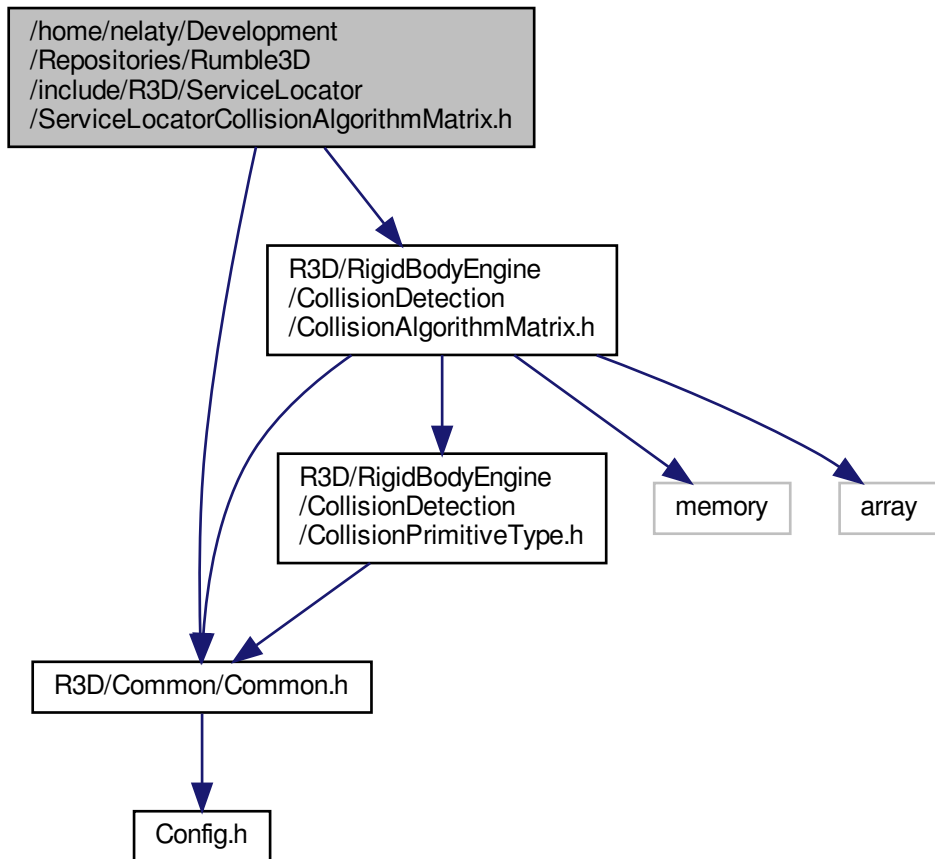 /home/nelaty/Development
/Repositories/Rumble3D
/include/R3D/ServiceLocator
/ServiceLocatorCollisionAlgorithmMatrix.h
R3D/RigidBodyEngine
/CollisionDetection
/CollisionAlgorithmMatrix.h
R3D/RigidBodyEngine
/CollisionDetection
/CollisionPrimitiveType.h
memory
array
R3D/Common/Common.h
Config.h